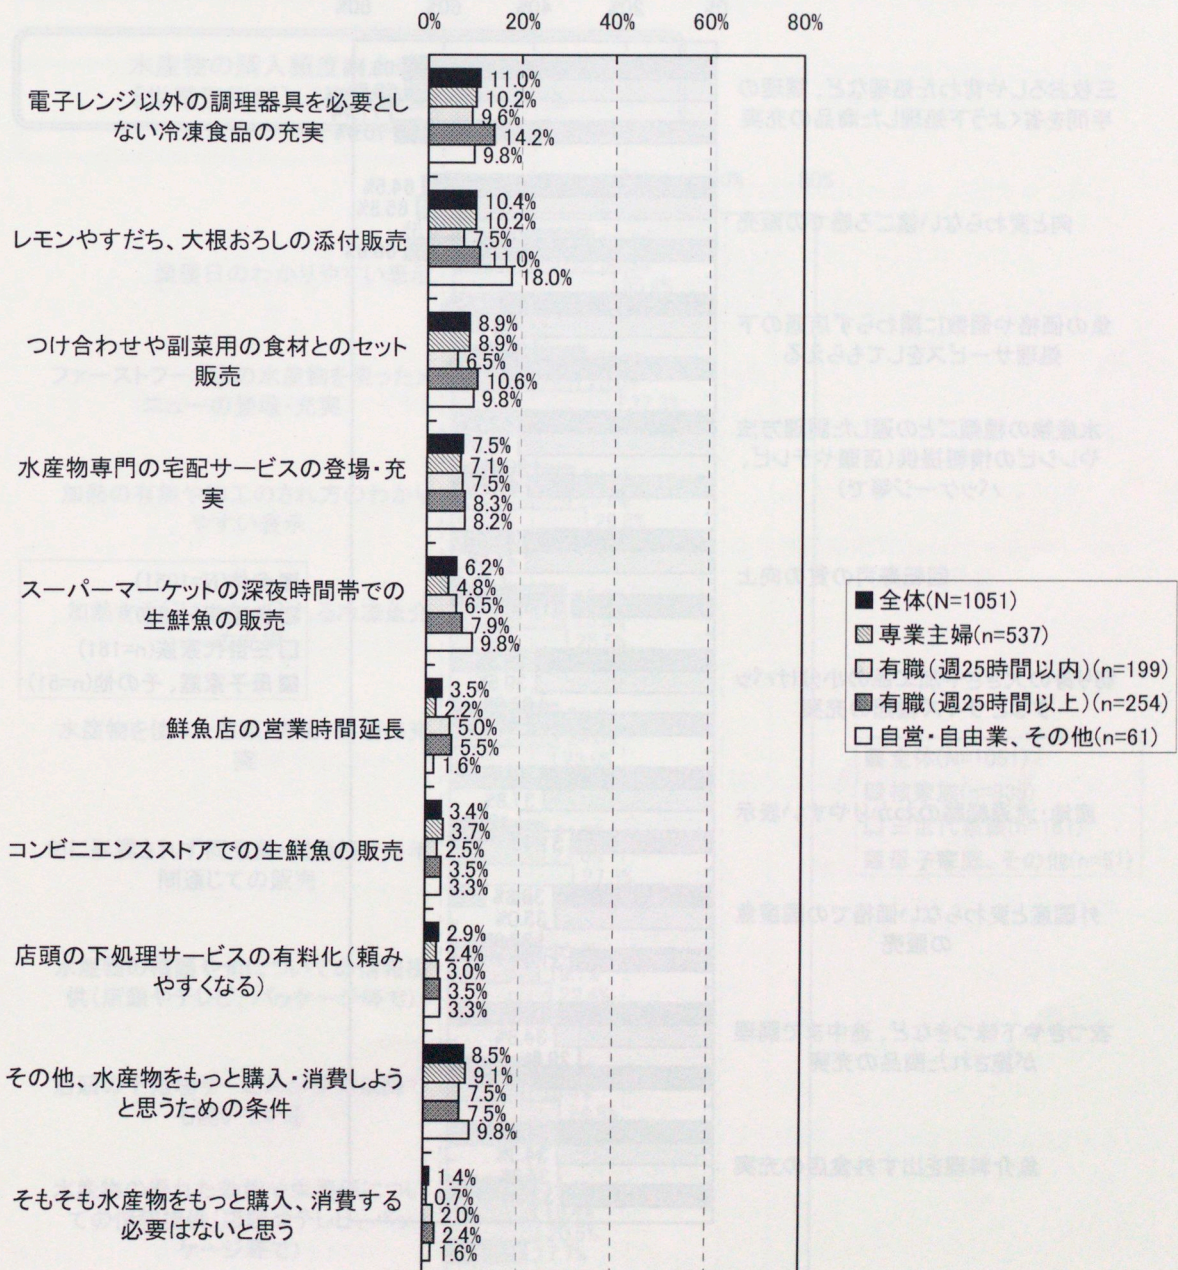 0% 20% 40% 60% 80%
電子レンジ以外の調理器具を必要とし
ない冷凍食品の充実
11.0%
10.2%
9.6%
14.2%
9.8%
レモンやすだち、大根おろしの添付販売
10.4%
10.2%
7.5%
11.0%
18.0%
つけ合わせや副菜用の食材とのセット
販売
8.9%
8.9%
6.5%
10.6%
9.8%
水産物専門の宅配サービスの登場・充
実
7.5%
7.1%
7.5%
8.3%
8.2%
スーパーマーケットの深夜時間帯での
生鮮魚の販売
6.2%
4.8%
6.5%
7.9%
9.8%
鮮魚店の営業時間延長
3.5%
2.2%
5.0%
5.5%
1.6%
コンビニエンスストアでの生鮮魚の販売
3.4%
3.7%
2.5%
3.5%
3.3%
店頭の下処理サービスの有料化(頼み
やすくなる)
2.9%
2.4%
3.0%
3.5%
3.3%
その他、水産物をもっと購入・消費しよう
と思うための条件
8.5%
9.1%
7.5%
7.5%
9.8%
そもそも水産物をもっと購入、消費する
必要はないと思う
1.4%
0.7%
2.0%
2.4%
1.6%
全体(N=1051)
専業主婦(n=537)
有職(週25時間以内)(n=199)
有職(週25時間以上)(n=254)
自営・自由業、その他(n=61)